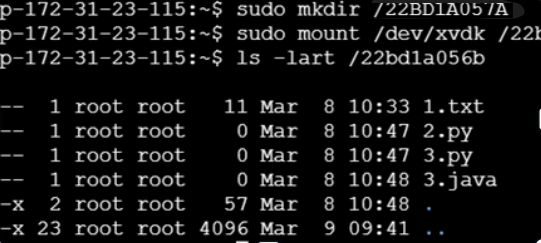 p-172-31-23-115:~$ sudo mkdir /22BD1A057A
p-172-31-23-115:~$ sudo mount /dev/xvdk /22b
p-172-31-23-115:~$ ls -lart /22bd1a056b
-- 1 root root 11 Mar 8 10:33 1.txt
-- 1 root root 0 Mar 8 10:47 2.py
-- 1 root root 0 Mar 8 10:47 3.py
-- 1 root root 0 Mar 8 10:48 3.java
-x 2 root root 57 Mar 8 10:48 .
-x 23 root root 4096 Mar 9 09:41 ..